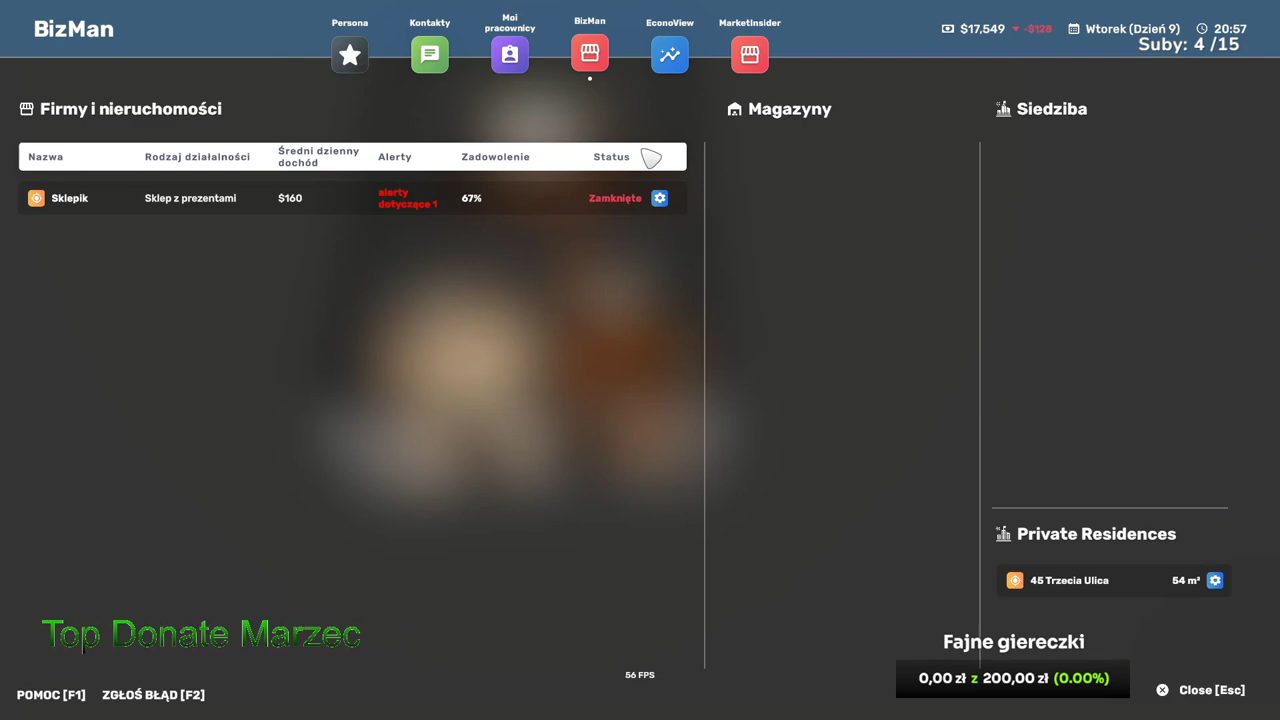 BizMan
Persona
Kontakty
Moi
pracownicy
BizMan
EconoView
MarketInsider
$17,549 -$128 Wtorek (Dzień 9) 20:57
Suby: 4 /15
Firmy i nieruchomości
Magazyny
Siedziba
Nazwa Rodzaj działalności Średni dzienny
dochód Alerty Zadowolenie Status
Sklepik Sklep z prezentami $160 alerty
dotyczące 1 67% Zamknięte
Private Residences
45 Trzecia Ulica 54 m²
Top Donate Marzec
Fajne giereczki
0,00 zł z 200,00 zł (0.00%)
56 FPS
POMOC [F1] ZGŁOŚ BŁĄD [F2]
Close [Esc]